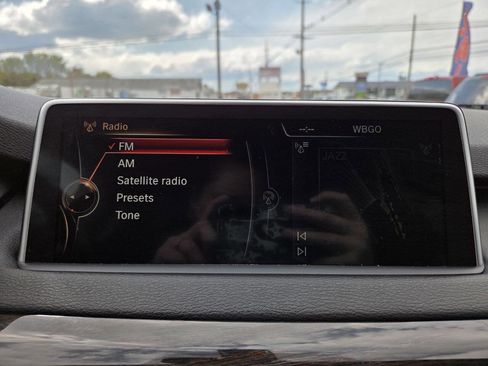 Radio
FM
AM
Satellite radio
Presets
Tone
--:--
WBGO
JAZZ